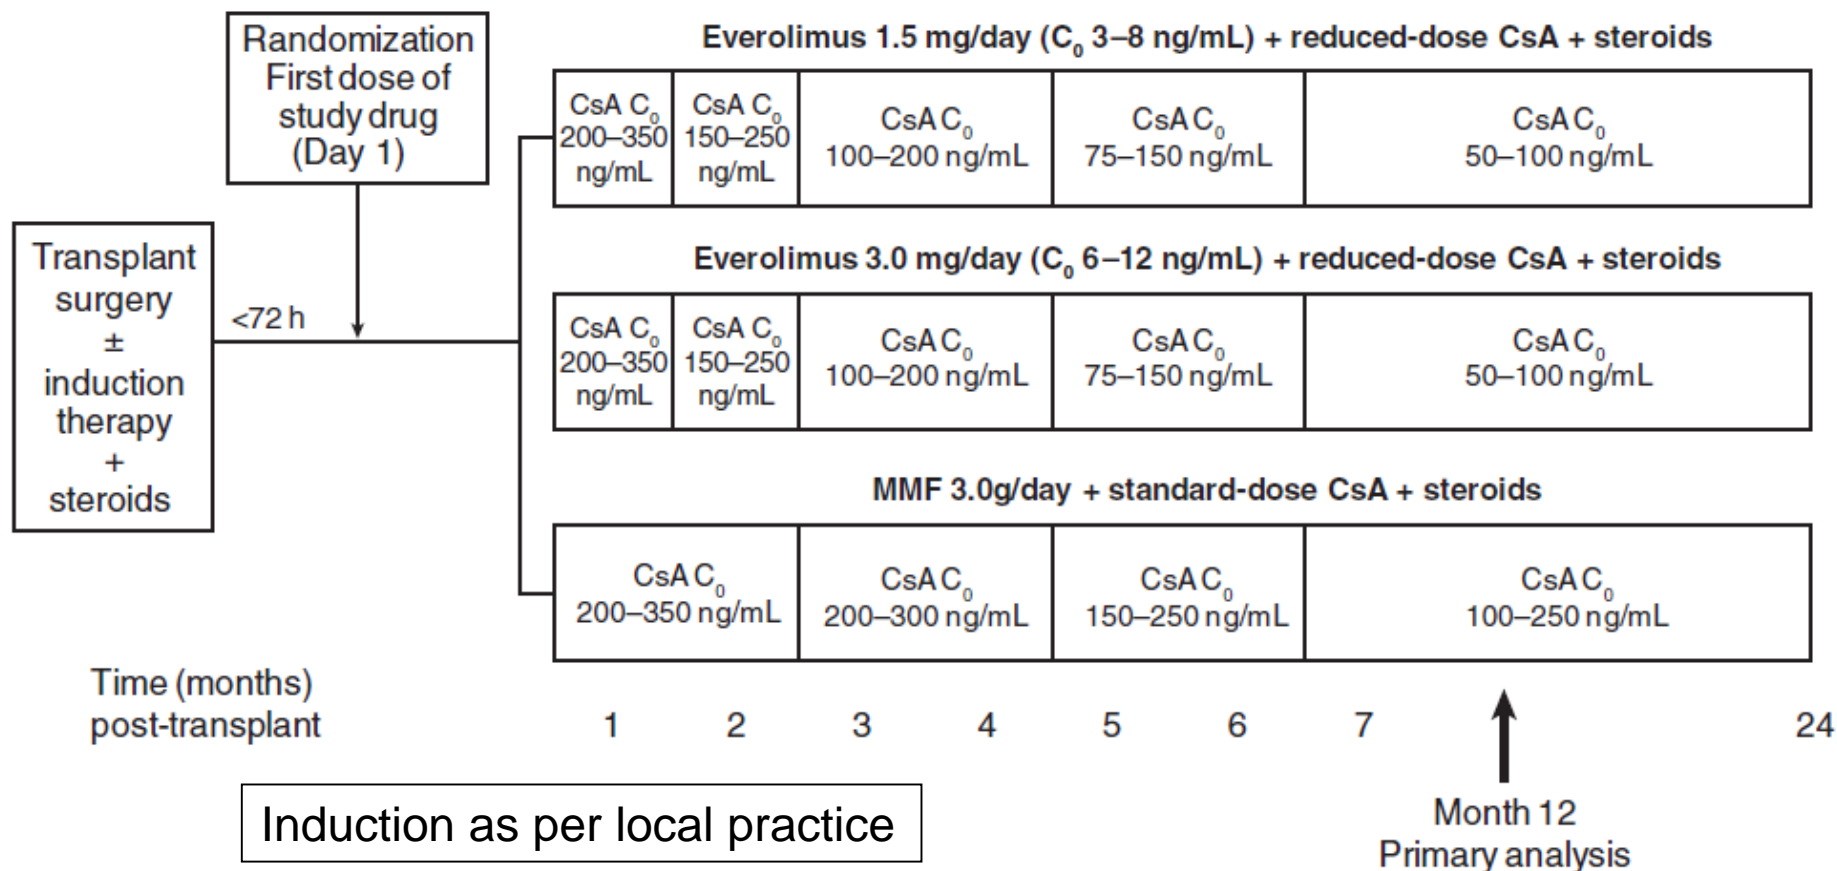 Randomization
First dose of
study drug
(Day 1)
Transplant
surgery
±
induction
therapy
+
steroids
<72 h
Everolimus 1.5 mg/day (C₀ 3–8 ng/mL) + reduced-dose CsA + steroids
CsA C₀
200–350
ng/mL
CsA C₀
150–250
ng/mL
CsA C₀
100–200 ng/mL
CsA C₀
75–150 ng/mL
CsA C₀
50–100 ng/mL
Everolimus 3.0 mg/day (C₀ 6–12 ng/mL) + reduced-dose CsA + steroids
CsA C₀
200–350
ng/mL
CsA C₀
150–250
ng/mL
CsA C₀
100–200 ng/mL
CsA C₀
75–150 ng/mL
CsA C₀
50–100 ng/mL
MMF 3.0g/day + standard-dose CsA + steroids
CsA C₀
200–350 ng/mL
CsA C₀
200–300 ng/mL
CsA C₀
150–250 ng/mL
CsA C₀
100–250 ng/mL
Time (months)
post-transplant
1 2 3 4 5 6 7 24
Month 12
Primary analysis
Induction as per local practice